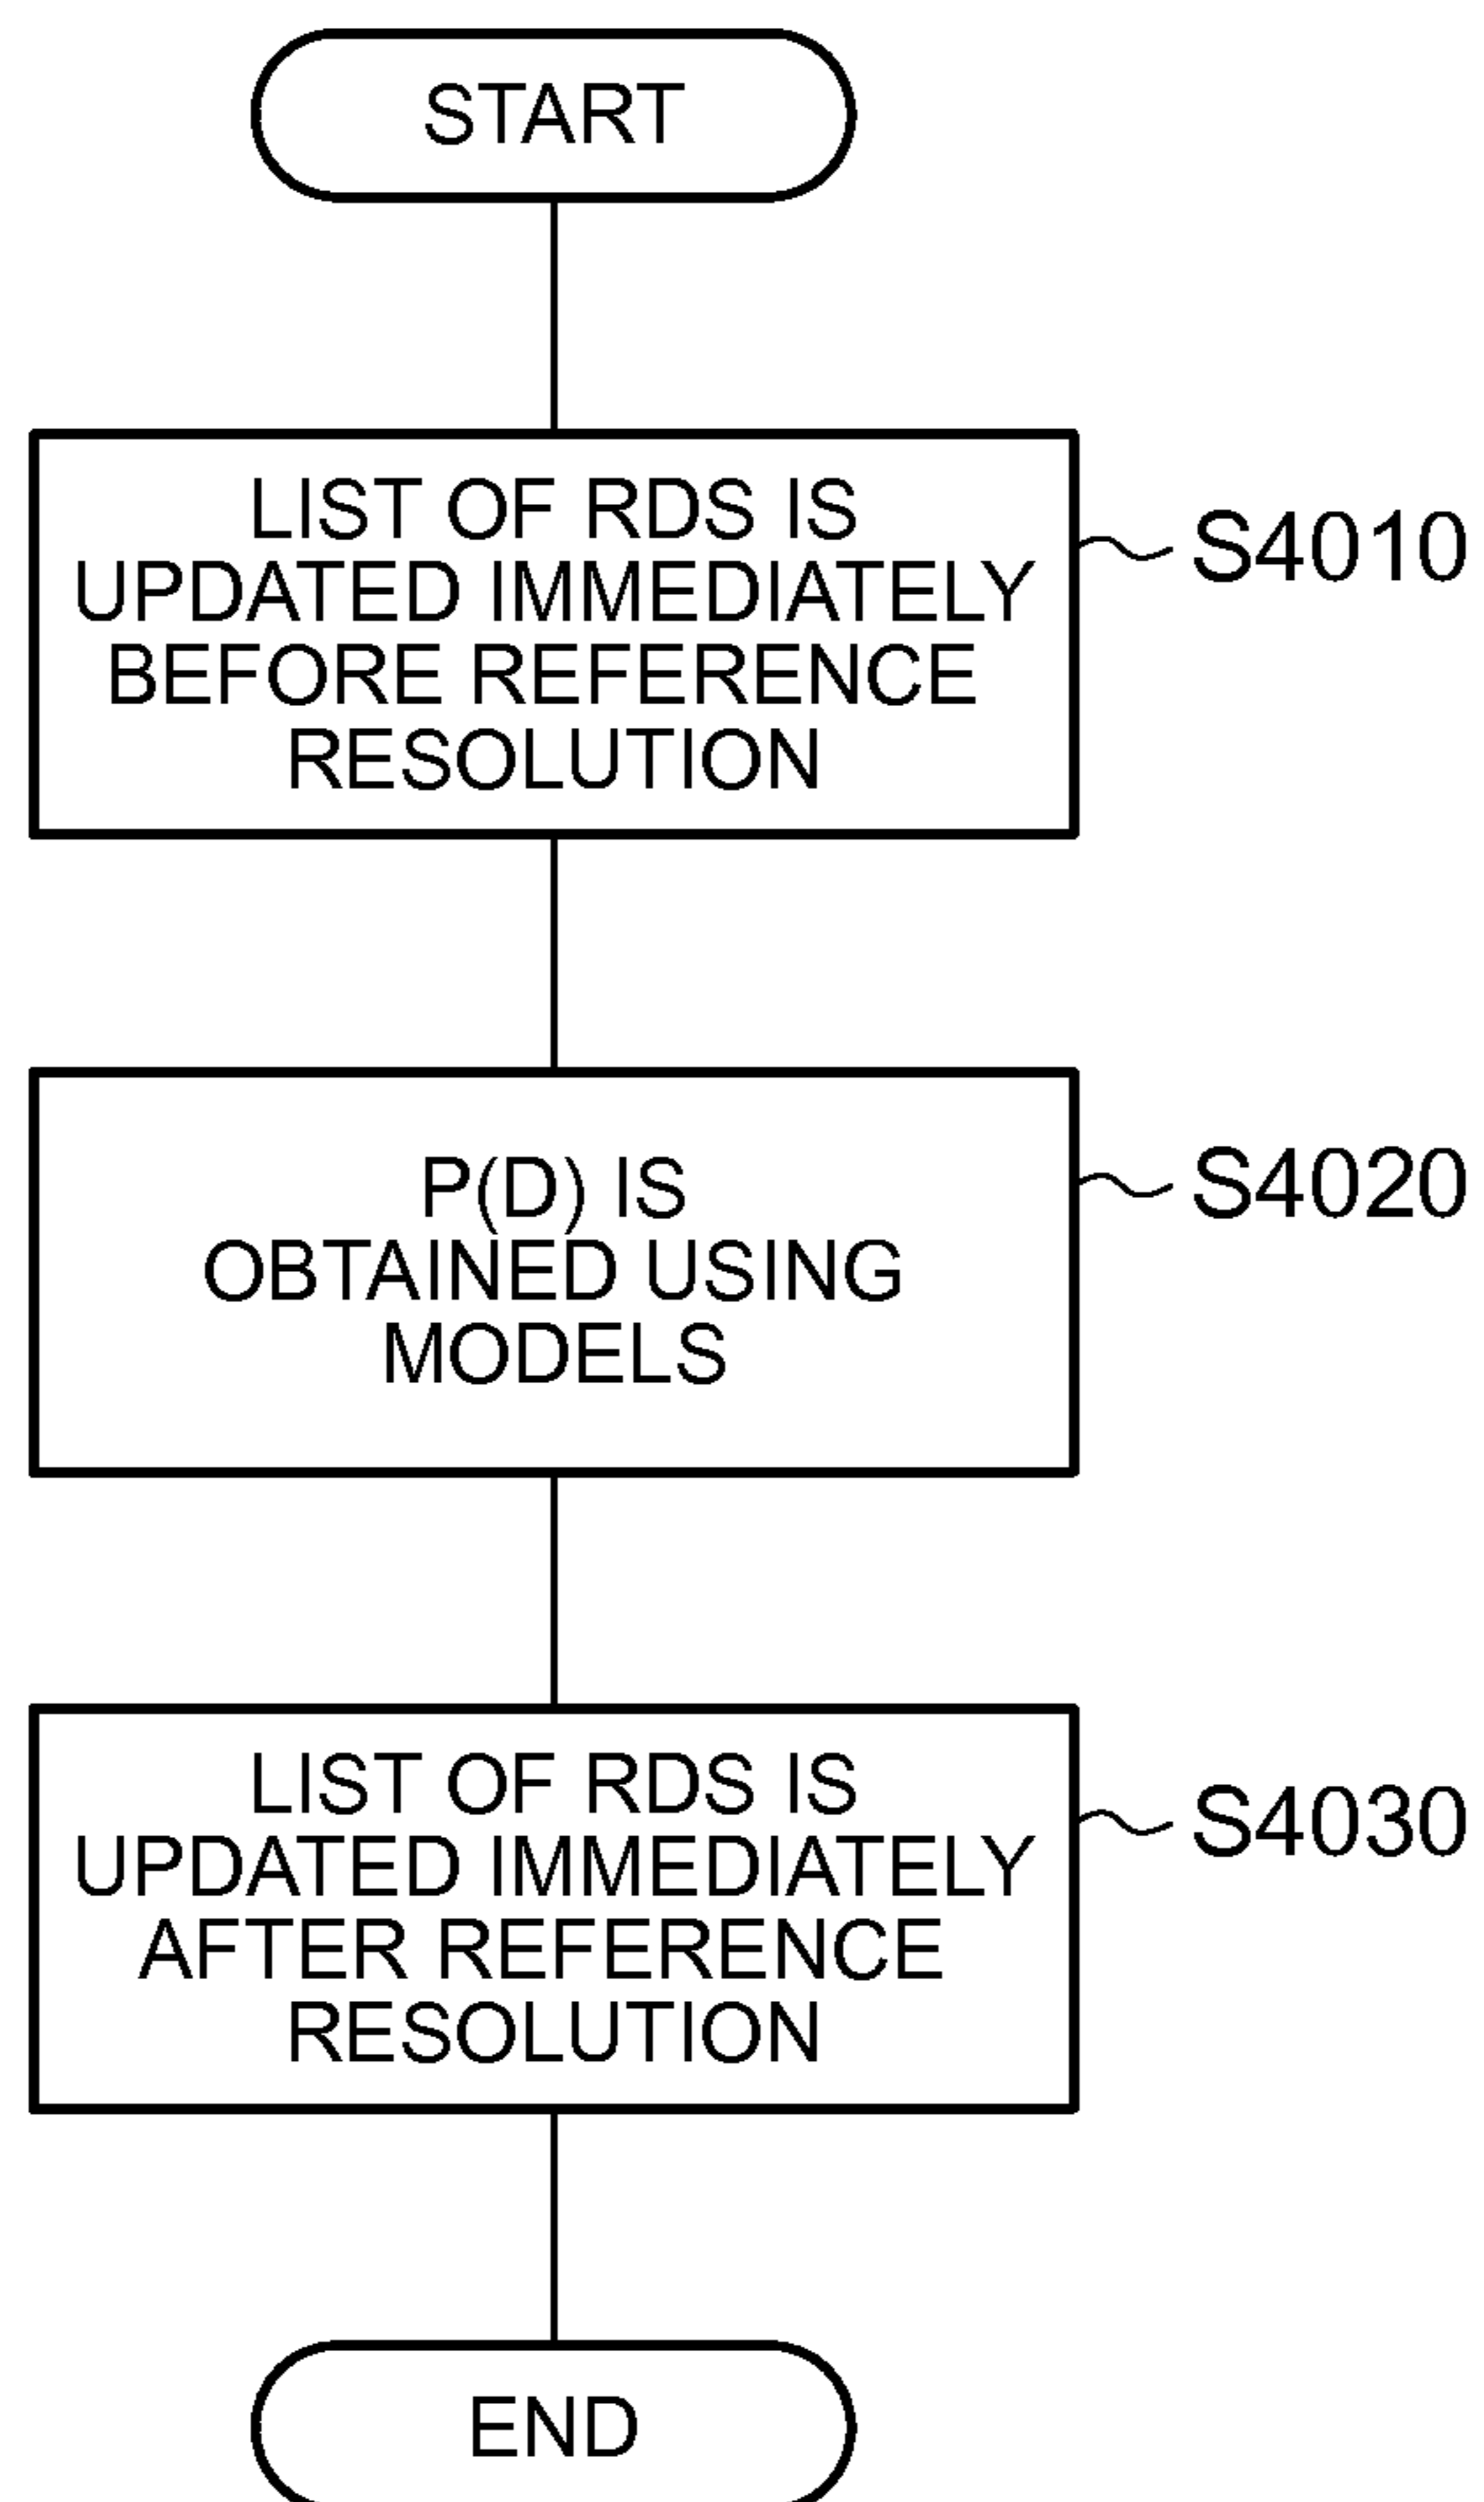 START
LIST OF RDS IS
UPDATED IMMEDIATELY
BEFORE REFERENCE
RESOLUTION
S4010
P(D) IS
OBTAINED USING
MODELS
S4020
LIST OF RDS IS
UPDATED IMMEDIATELY
AFTER REFERENCE
RESOLUTION
S4030
END